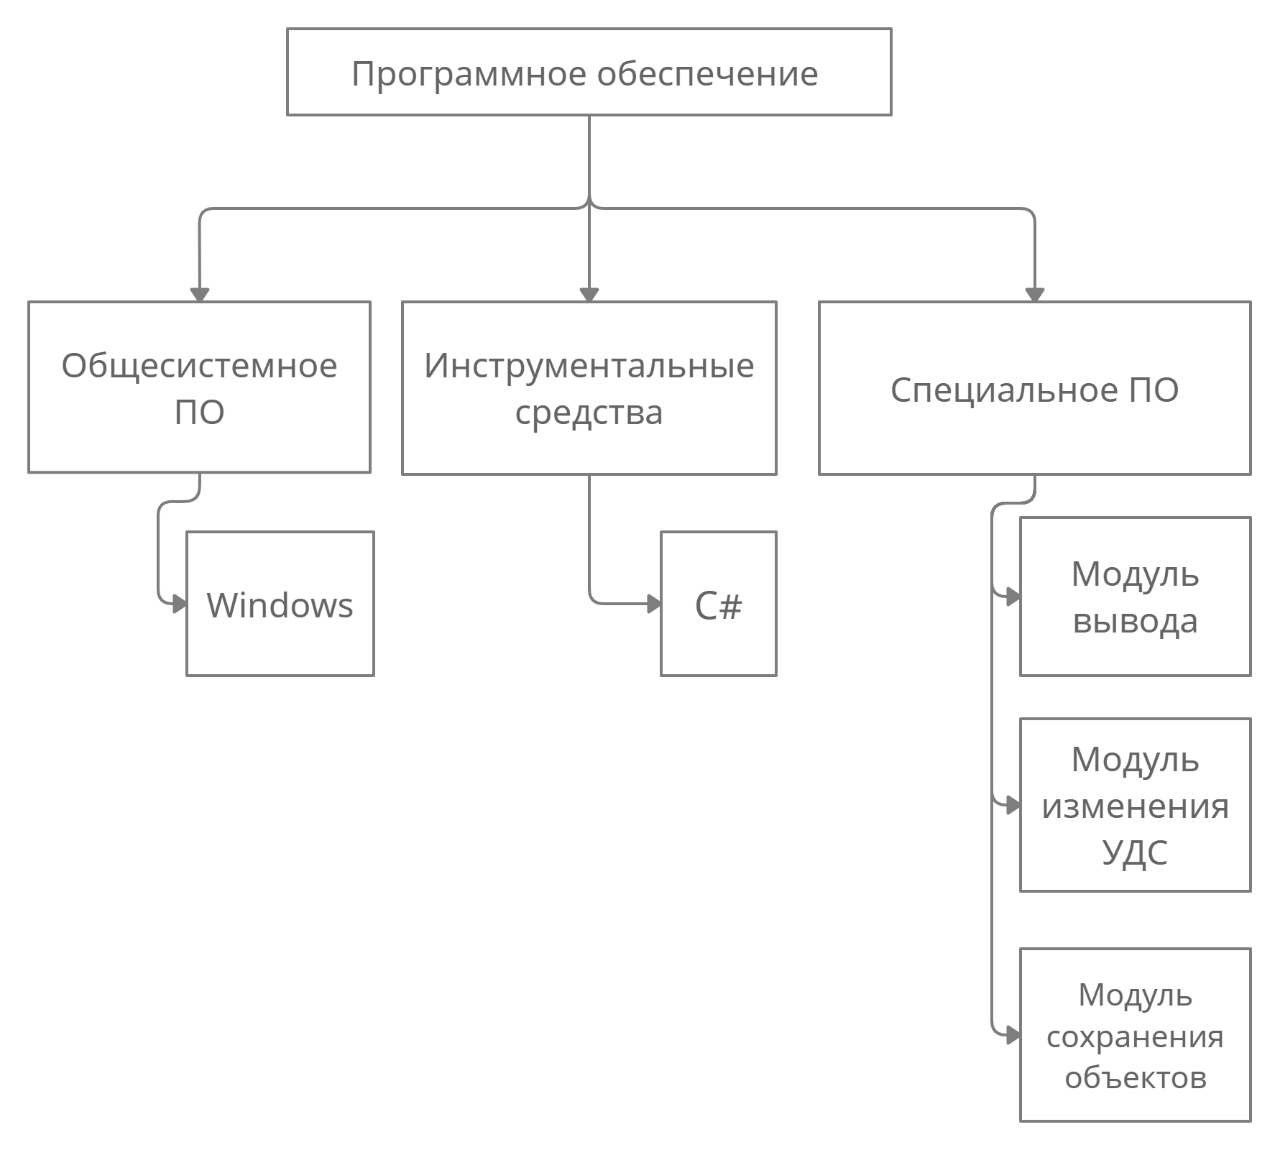 Программное обеспечение
Общесистемное
ПО
Инструментальные
средства
Специальное ПО
Windows
C#
Модуль
вывода
Модуль
изменения
УДС
Модуль
сохранения
объектов